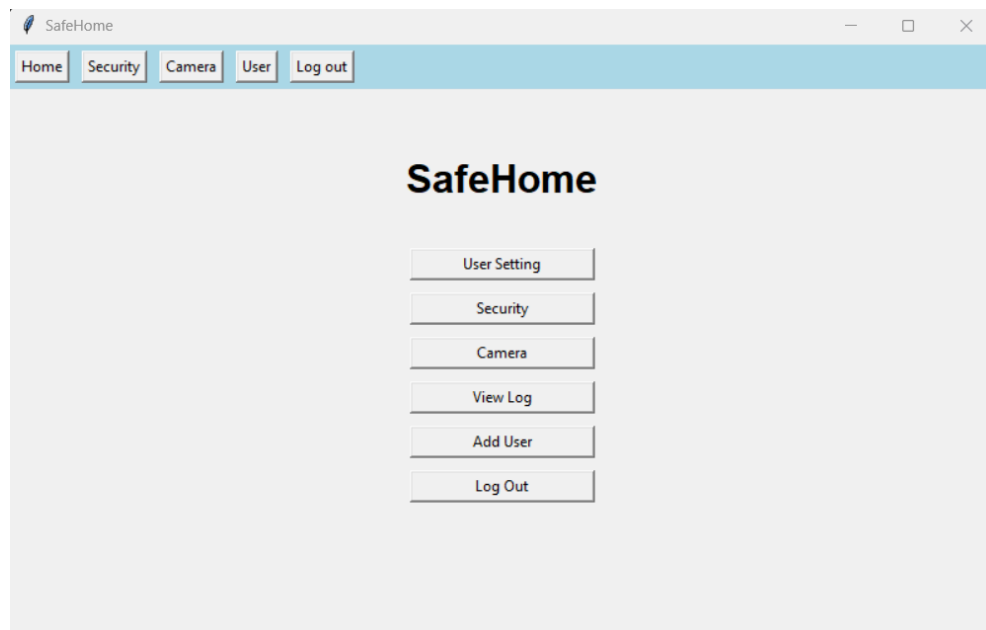 SafeHome
Home Security Camera User Log out
SafeHome
User Setting
Security
Camera
View Log
Add User
Log Out